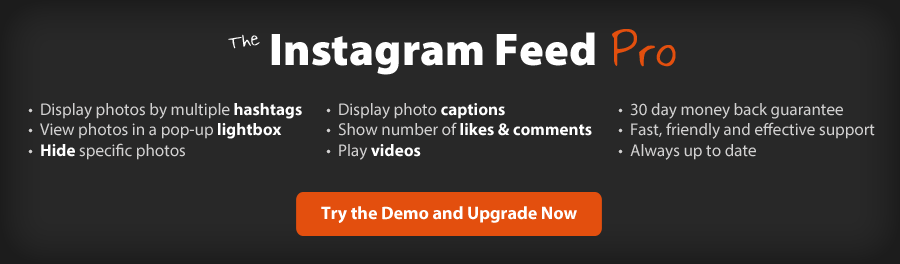 The Instagram Feed Pro
• Display photos by multiple hashtags
• View photos in a pop-up lightbox
• Hide specific photos
• Display photo captions
• Show number of likes & comments
• Play videos
• 30 day money back guarantee
• Fast, friendly and effective support
• Always up to date
Try the Demo and Upgrade Now